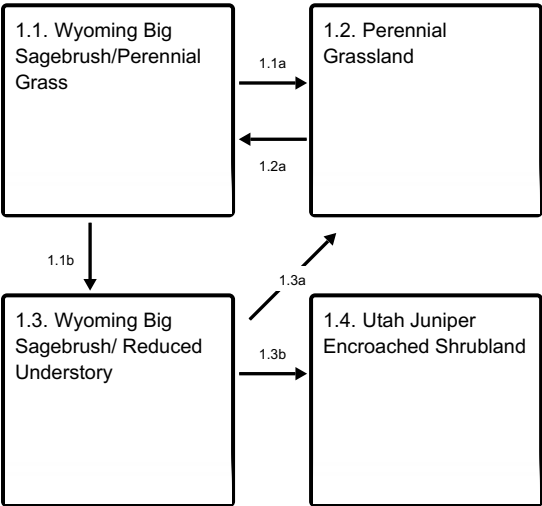 1.1. Wyoming Big
Sagebrush/Perennial
Grass
1.1a
1.2. Perennial
Grassland
1.2a
1.1b
1.3a
1.3. Wyoming Big
Sagebrush/ Reduced
Understory
1.3b
1.4. Utah Juniper
Encroached Shrubland